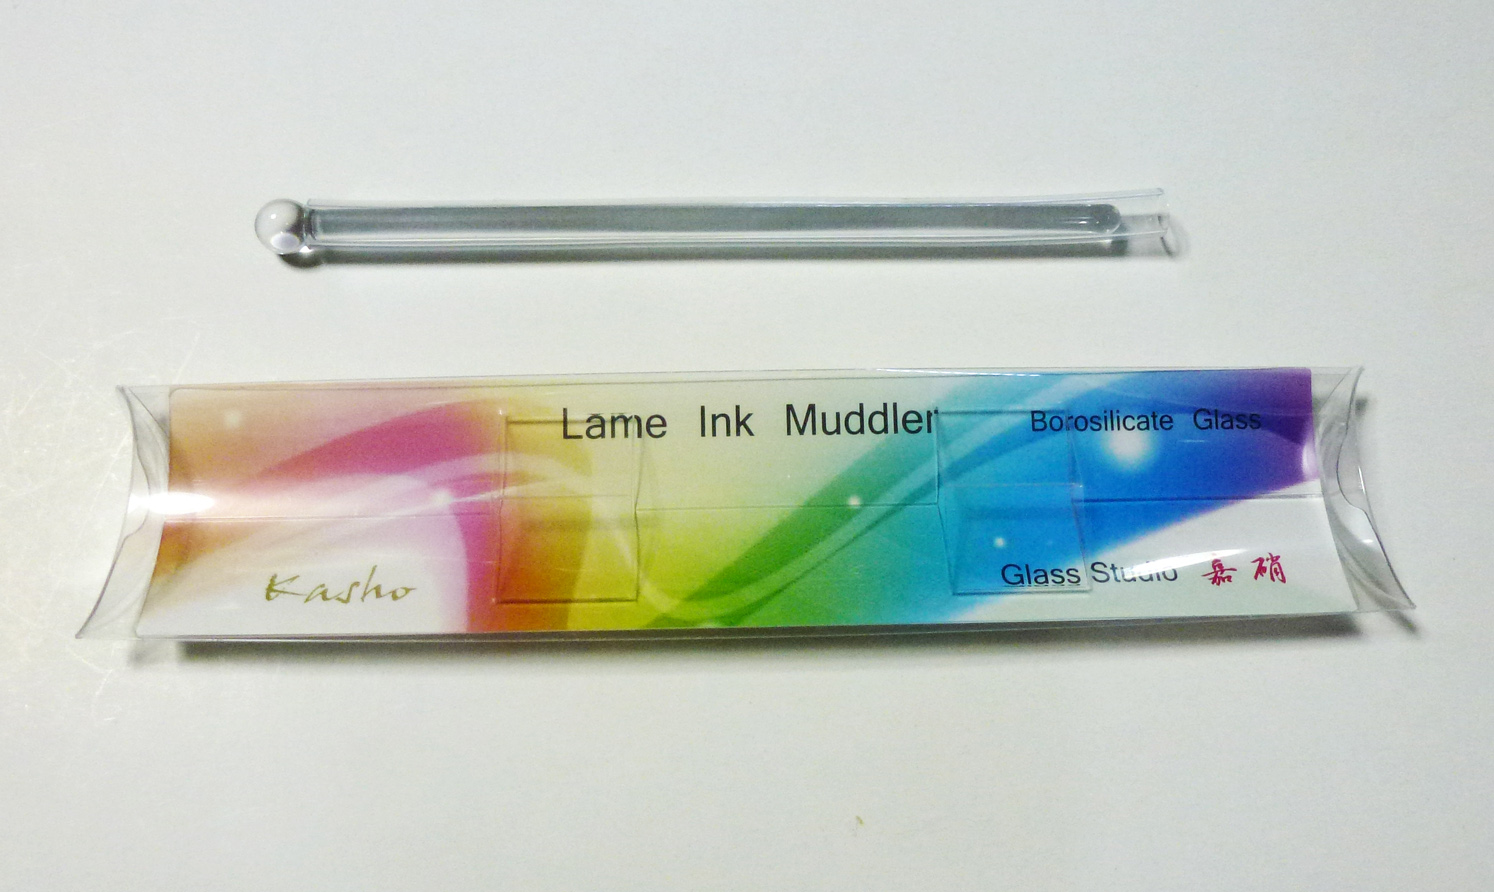 Lame Ink Muddler
Borosilicate Glass
Kasho
Glass Studio 嘉硝